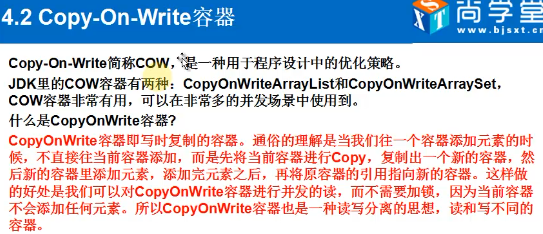 4.2 Copy-On-Write容器
尚学堂
www.bjsxt.com
Copy-On-Write简称COW，是一种用于程序设计中的优化策略。
JDK里的COW容器有两种：CopyOnWriteArrayList和CopyOnWriteArraySet，
COW容器非常有用，可以在非常多的并发场景中使用到。
什么是CopyOnWrite容器?
CopyOnWrite容器即写时复制的容器。通俗的理解是当我们往一个容器添加元素的时
候，不直接往当前容器添加，而是先将当前容器进行Copy，复制出一个新的容器，然
后新的容器里添加元素，添加完元素之后，再将原容器的引用指向新的容器。这样做
的好处是我们可以对CopyOnWrite容器进行并发的读，而不需要加锁，因为当前容器
不会添加任何元素。所以CopyOnWrite容器也是一种读写分离的思想，读和写不同的
容器。